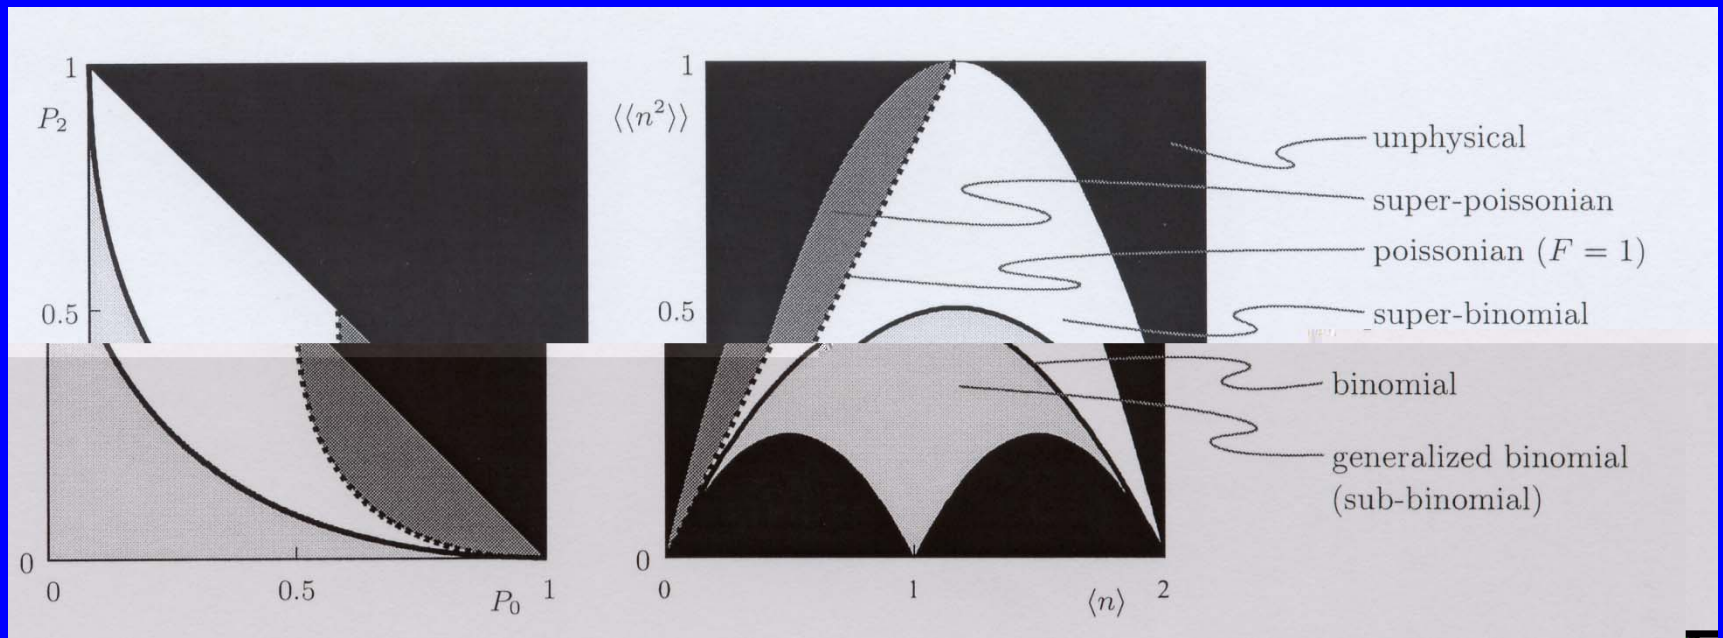 1
P₂
0.5
0
0
0.5
P₀
1
1
⟨⟨n²⟩⟩
0.5
0
0
1
⟨n⟩
2
unphysical
super-poissonian
poissonian (F = 1)
super-binomial
binomial
generalized binomial
(sub-binomial)